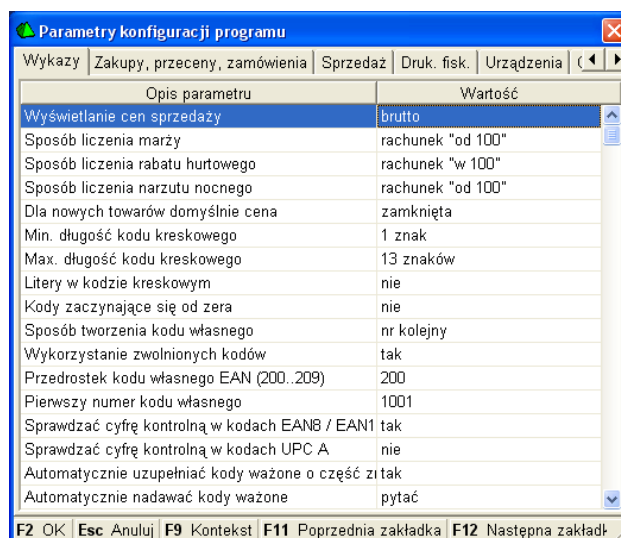 Parametry konfiguracji programu
Wykazy Zakupy, przeceny, zamówienia Sprzedaż Druk. fisk. Urządzenia
Opis parametru Wartość
Wyświetlanie cen sprzedaży brutto
Sposób liczenia marży rachunek "od 100"
Sposób liczenia rabatu hurtowego rachunek "w 100"
Sposób liczenia narzutu nocnego rachunek "od 100"
Dla nowych towarów domyślnie cena zamknięta
Min. długość kodu kreskowego 1 znak
Max. długość kodu kreskowego 13 znaków
Litery w kodzie kreskowym nie
Kody zaczynające się od zera nie
Sposób tworzenia kodu własnego nr kolejny
Wykorzystanie zwolnionych kodów tak
Przedrostek kodu własnego EAN (200..209) 200
Pierwszy numer kodu własnego 1001
Sprawdzać cyfrę kontrolną w kodach EAN8 / EAN1 tak
Sprawdzać cyfrę kontrolną w kodach UPC A nie
Automatycznie uzupełniać kody ważone o część tak
Automatycznie nadawać kody ważone pytać
F2 OK Esc Anuluj F9 Kontekst F11 Poprzednia zakładka F12 Następna